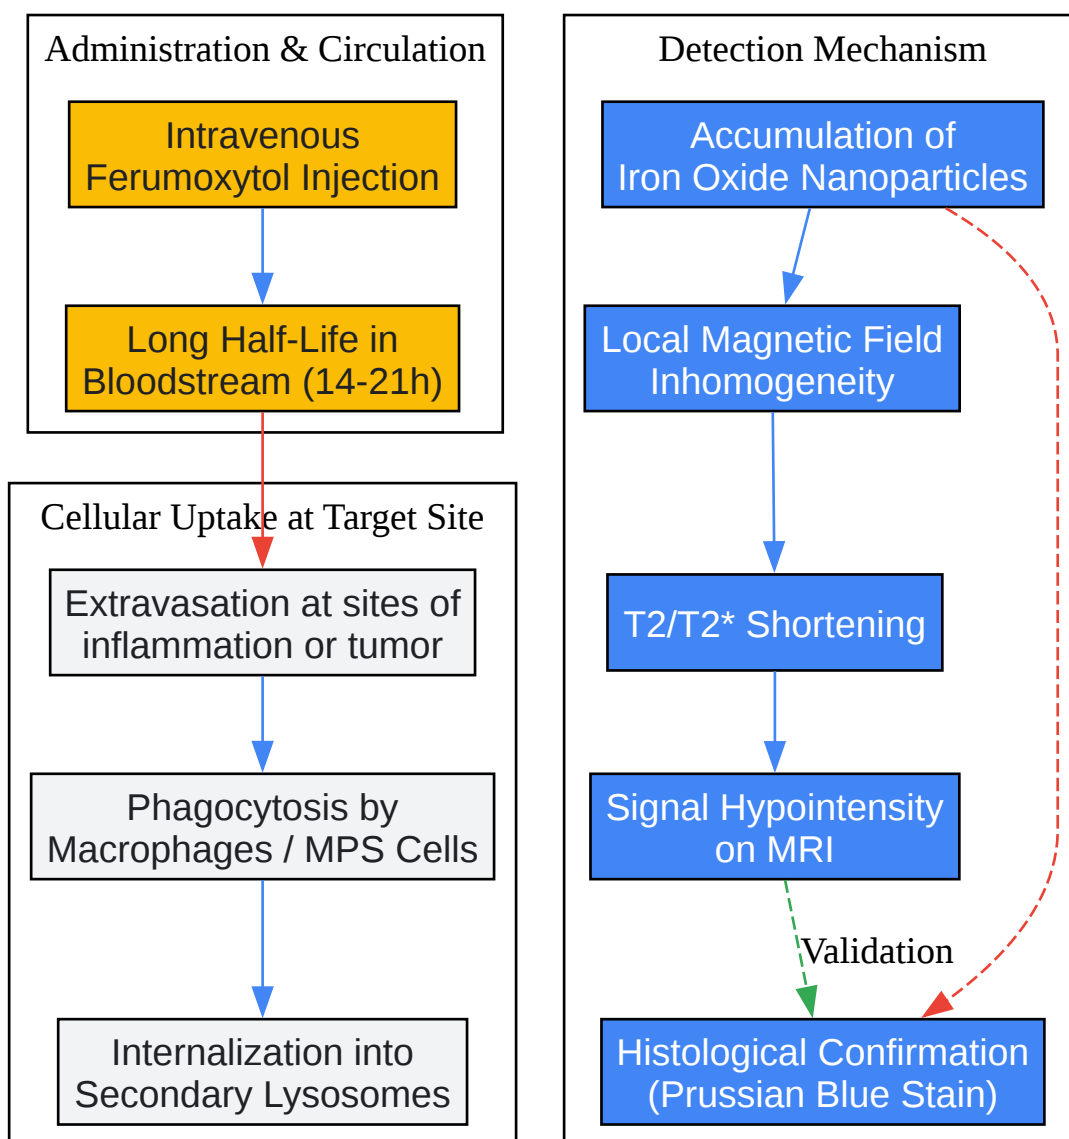 Administration & Circulation
Intravenous
Ferumoxytol Injection
Long Half-Life in
Bloodstream (14-21h)
Cellular Uptake at Target Site
Extravasation at sites of
inflammation or tumor
Phagocytosis by
Macrophages / MPS Cells
Internalization into
Secondary Lysosomes
Detection Mechanism
Accumulation of
Iron Oxide Nanoparticles
Local Magnetic Field
Inhomogeneity
T2/T2* Shortening
Signal Hypointensity
on MRI
Validation
Histological Confirmation
(Prussian Blue Stain)